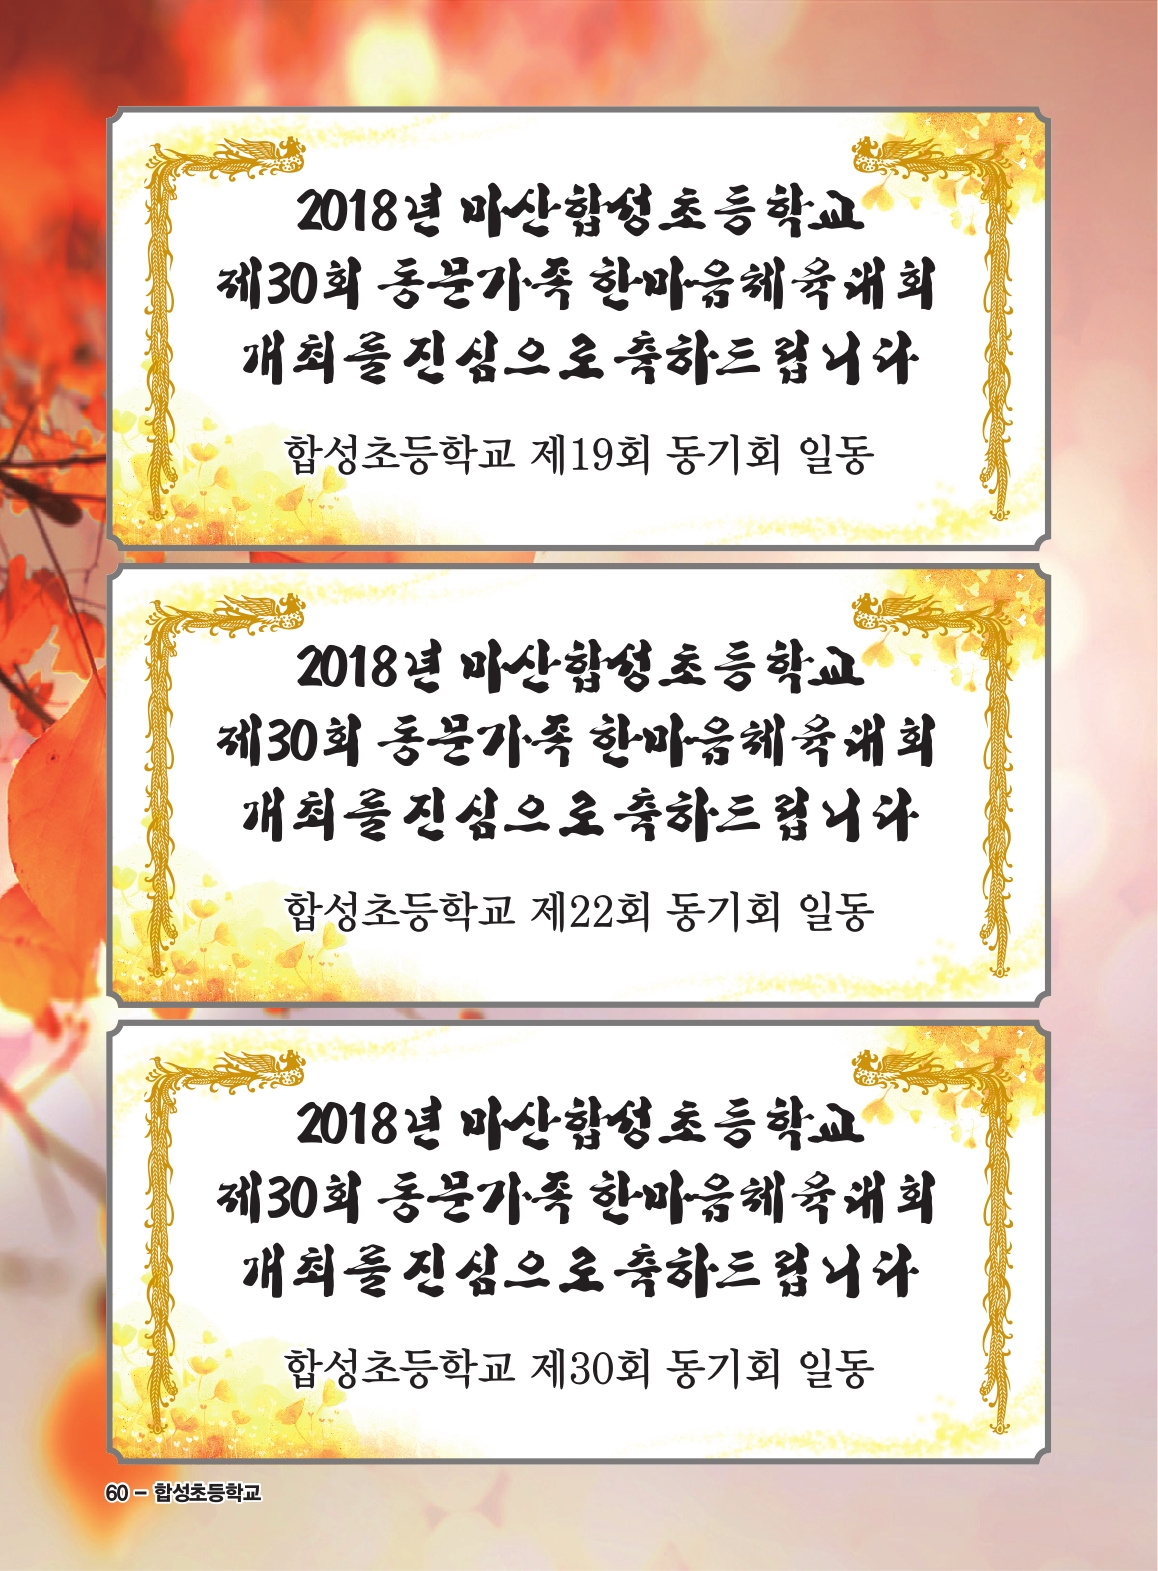 2018년 마산합성초등학교
제30회 동문가족 한마음체육대회
개최를 진심으로 축하드립니다
합성초등학교 제19회 동기회 일동
2018년 마산합성초등학교
제30회 동문가족 한마음체육대회
개최를 진심으로 축하드립니다
합성초등학교 제22회 동기회 일동
2018년 마산합성초등학교
제30회 동문가족 한마음체육대회
개최를 진심으로 축하드립니다
합성초등학교 제30회 동기회 일동
60 - 합성초등학교